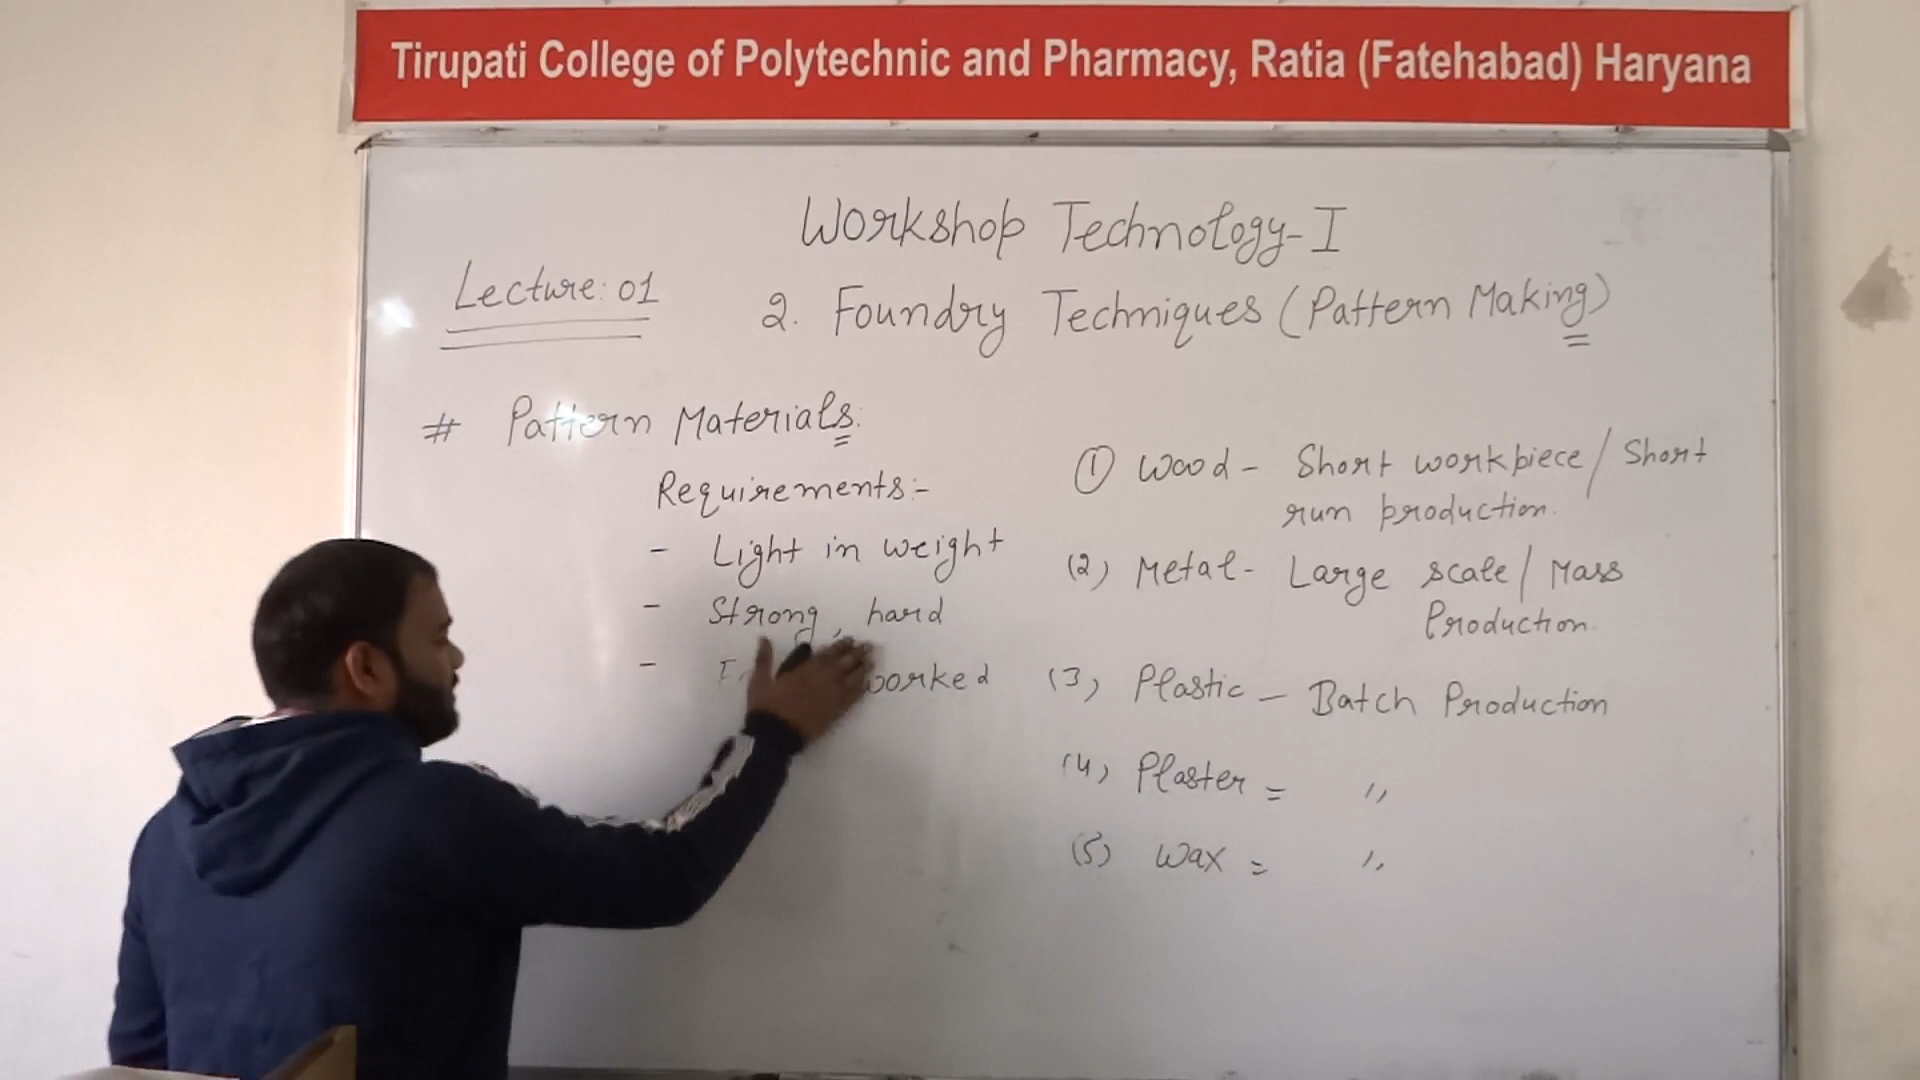 Tirupati College of Polytechnic and Pharmacy, Ratia (Fatehabad) Haryana
Workshop Technology-I
Lecture: 01
2. Foundry Techniques (Pattern Making)
# Pattern Materials:
Requirements:-
- Light in weight
- Strong, hard
- worked
① Wood - Short workpiece / Short
run production.
(2) Metal - Large scale / Mass
Production.
(3) Plastic - Batch Production
(4) Plaster = "
(5) Wax = "